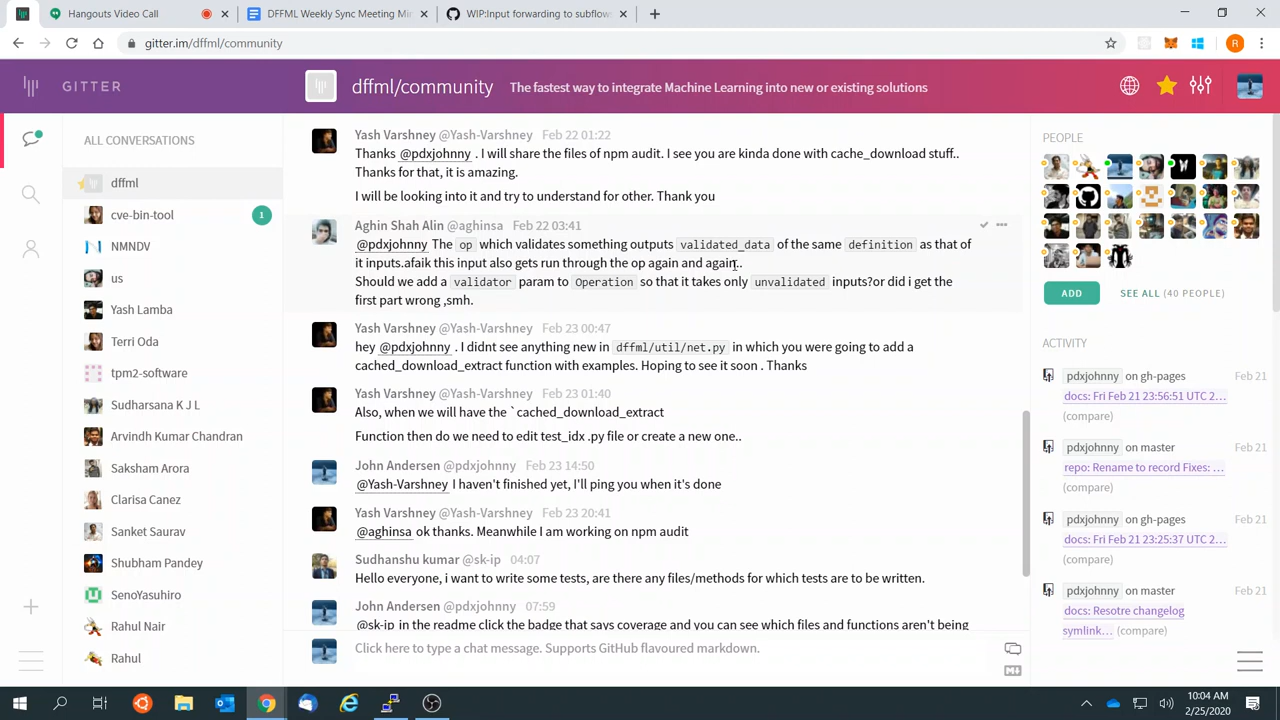 Hangouts Video Call
DFFML Weekly Sync Meeting Mi
WIP:Input forwarding to subflow
gitter.im/dffml/community
R
GITTER
dffml/community
The fastest way to integrate Machine Learning into new or existing solutions
ALL CONVERSATIONS
dffml
cve-bin-tool
1
NMNDV
us
Yash Lamba
Terri Oda
tpm2-software
Sudharsana K J L
Arvindh Kumar Chandran
Saksham Arora
Clarisa Canez
Sanket Saurav
Shubham Pandey
SenoYasuhiro
Rahul Nair
Rahul
Yash Varshney @Yash-Varshney Feb 22 01:22
Thanks @pdxjohnny . I will share the files of npm audit. I see you are kinda done with cache_download stuff..
Thanks for that, it is amazing.
I will be looking into it and try to understand for other. Thank you
Aghin Shah Alin @aghinsa Feb 22 03:41
@pdxjohnny The op which validates something outputs validated_data of the same definition as that of
it inputs.afaik this input also gets run through the op again and again..
Should we add a validator param to Operation so that it takes only unvalidated inputs?or did i get the
first part wrong ,smh.
Yash Varshney @Yash-Varshney Feb 23 00:47
hey @pdxjohnny . I didnt see anything new in dffml/util/net.py in which you were going to add a
cached_download_extract function with examples. Hoping to see it soon . Thanks
Yash Varshney @Yash-Varshney Feb 23 01:40
Also, when we will have the `cached_download_extract
Function then do we need to edit test_idx .py file or create a new one..
John Andersen @pdxjohnny Feb 23 14:50
@Yash-Varshney I haven't finished yet, I'll ping you when it's done
Yash Varshney @Yash-Varshney Feb 23 20:41
@aghinsa ok thanks. Meanwhile I am working on npm audit
Sudhanshu kumar @sk-ip 04:07
Hello everyone, i want to write some tests, are there any files/methods for which tests are to be written.
John Andersen @pdxjohnny 07:59
@sk-ip in the readme click the badge that says coverage and you can see which files and functions aren't being
Click here to type a chat message. Supports GitHub flavoured markdown.
PEOPLE
ADD
SEE ALL (40 PEOPLE)
ACTIVITY
pdxjohnny on gh-pages Feb 21
docs: Fri Feb 21 23:56:51 UTC 2...
(compare)
pdxjohnny on master Feb 21
repo: Rename to record Fixes: ...
(compare)
pdxjohnny on gh-pages Feb 21
docs: Fri Feb 21 23:25:37 UTC 2...
(compare)
pdxjohnny on master Feb 21
docs: Resotre changelog
symlink... (compare)
10:04 AM
2/25/2020